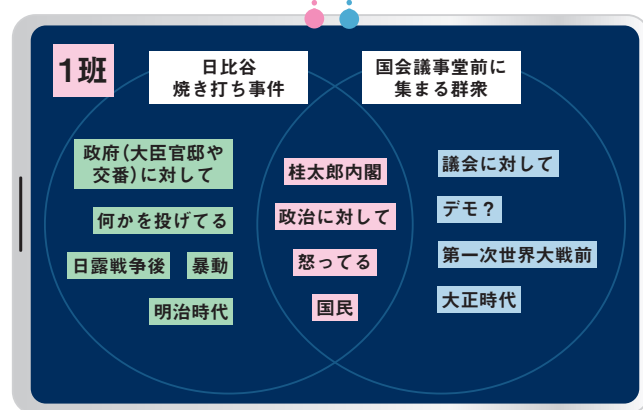 1班
日比谷
焼き打ち事件
国会議事堂前に
集まる群衆
政府(大臣官邸や
交番)に対して
何かを投げてる
日露戦争後
暴動
明治時代
桂太郎内閣
政治に対して
怒ってる
国民
議会に対して
デモ？
第一次世界大戦前
大正時代